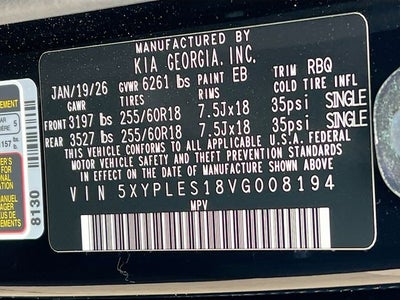 MANUFACTURED BY
KIA GEORGIA, INC.
JAN/19/26 GVWR 6261 lbs PAINT EB TRIM RBQ
GAWR TIRES RIMS COLD TIRE INFL
FRONT 3197 lbs 255/60R18 7.5Jx18 35psi SINGLE
REAR 3527 lbs 255/60R18 7.5Jx18 35psi SINGLE
THIS VEHICLE CONFORMS TO ALL APPLICABLE U.S.A. FEDERAL
MOTOR VEHICLE SAFETY AND THEFT PREVENTION STANDARDS
IN EFFECT ON THE DATE OF MANUFACTURE SHOWN ABOVE
VIN 5XYPLES18VG008194
MPV
8130